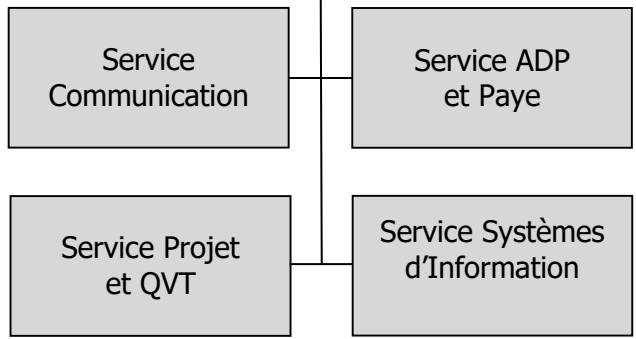 Service
Communication
Service ADP
et Paye
Service Projet
et QVT
Service Systèmes
d'Information